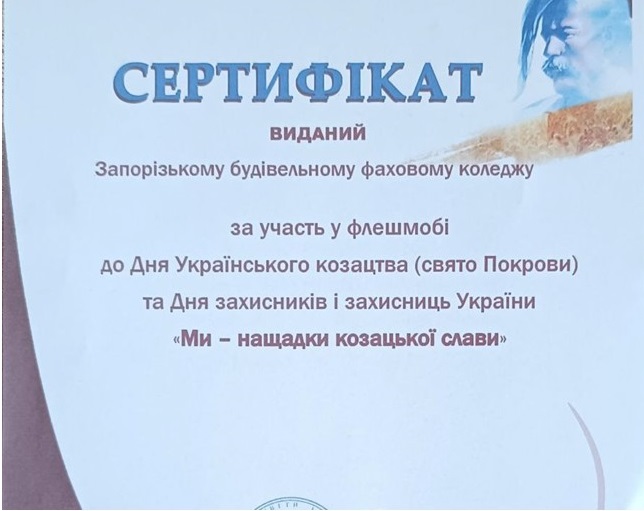 СЕРТИФІКАТ
ВИДАНИЙ
Запорізькому будівельному фаховому коледжу
за участь у флешмобі
до Дня Українського козацтва (свято Покрови)
та Дня захисників і захисниць України
«Ми – нащадки козацької слави»